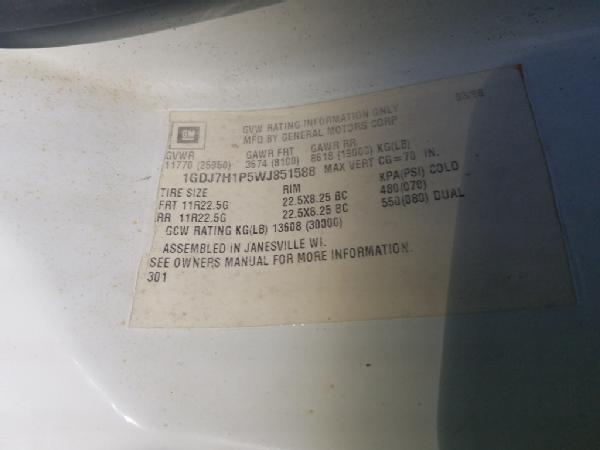 03/98
GM
GVW RATING INFORMATION ONLY
MFD BY GENERAL MOTORS CORP
GVWR GAWR FRT GAWR RR
11770 (25950) 3674 (8100) 8618 (19000) KG(LB)
1GDJ7H1P5WJ851588 MAX VERT CG=70 IN.
TIRE SIZE RIM KPA(PSI) COLD
FRT 11R22.5G 22.5X8.25 BC 480(070)
RR 11R22.5G 22.5X8.25 BC 550(080) DUAL
GCW RATING KG(LB) 13608 (30000)
ASSEMBLED IN JANESVILLE WI.
SEE OWNERS MANUAL FOR MORE INFORMATION.
301